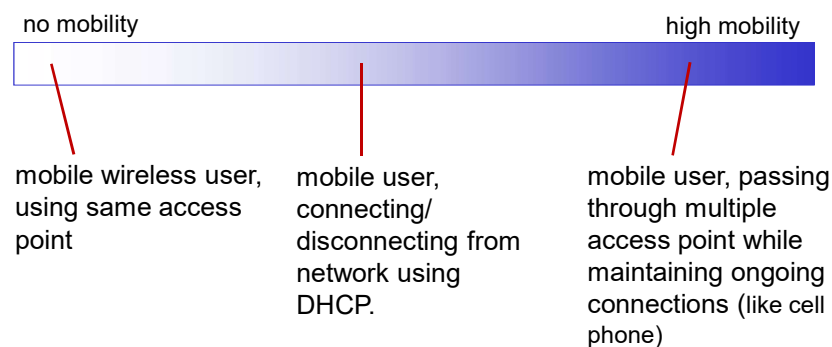 no mobility
high mobility
mobile wireless user,
using same access
point
mobile user,
connecting/
disconnecting from
network using
DHCP.
mobile user, passing
through multiple
access point while
maintaining ongoing
connections (like cell
phone)